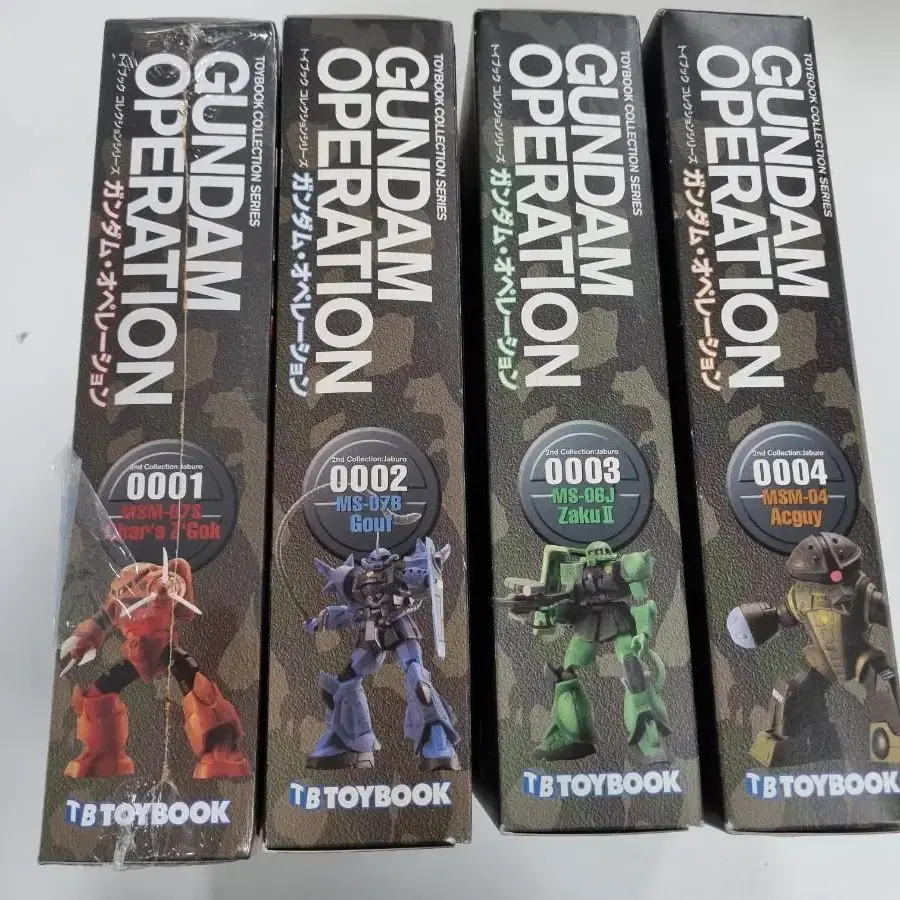 TOYBOOK COLLECTION SERIES
トイブック コレクションシリーズ
GUNDAM
OPERATION
ガンダム・オペレーション
2nd Collection:Jaburo
0001
MSM-07S
Char's Z'Gok
TB TOYBOOK
TOYBOOK COLLECTION SERIES
トイブック コレクションシリーズ
GUNDAM
OPERATION
ガンダム・オペレーション
2nd Collection:Jaburo
0002
MS-07B
Gouf
TB TOYBOOK
TOYBOOK COLLECTION SERIES
トイブック コレクションシリーズ
GUNDAM
OPERATION
ガンダム・オペレーション
2nd Collection:Jaburo
0003
MS-06J
Zaku II
TB TOYBOOK
TOYBOOK COLLECTION SERIES
トイブック コレクションシリーズ
GUNDAM
OPERATION
ガンダム・オペレーション
2nd Collection:Jaburo
0004
MSM-04
Acguy
TB TOYBOOK